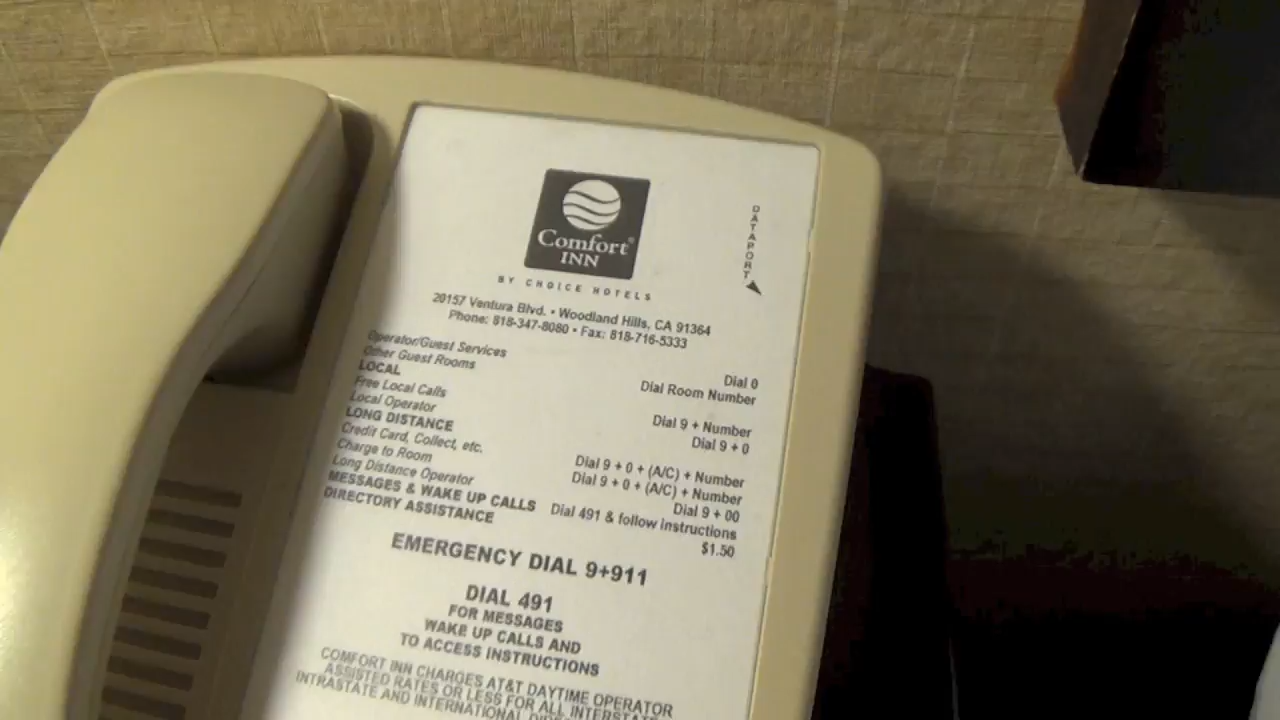 Comfort®
INN
BY CHOICE HOTELS
DATAPORT
20157 Ventura Blvd. • Woodland Hills, CA 91364
Phone: 818-347-8080 • Fax: 818-716-5333
Operator/Guest Services Dial 0
Other Guest Rooms Dial Room Number
LOCAL
Free Local Calls Dial 9 + Number
Local Operator Dial 9 + 0
LONG DISTANCE
Credit Card, Collect, etc. Dial 9 + 0 + (A/C) + Number
Charge to Room Dial 9 + 0 + (A/C) + Number
Long Distance Operator Dial 9 + 00
MESSAGES & WAKE UP CALLS Dial 491 & follow instructions
DIRECTORY ASSISTANCE $1.50
EMERGENCY DIAL 9+911
DIAL 491
FOR MESSAGES
WAKE UP CALLS AND
TO ACCESS INSTRUCTIONS
COMFORT INN CHARGES AT&T DAYTIME OPERATOR
ASSISTED RATES OR LESS FOR ALL INTERSTATE
INTRASTATE AND INTERNATIONAL